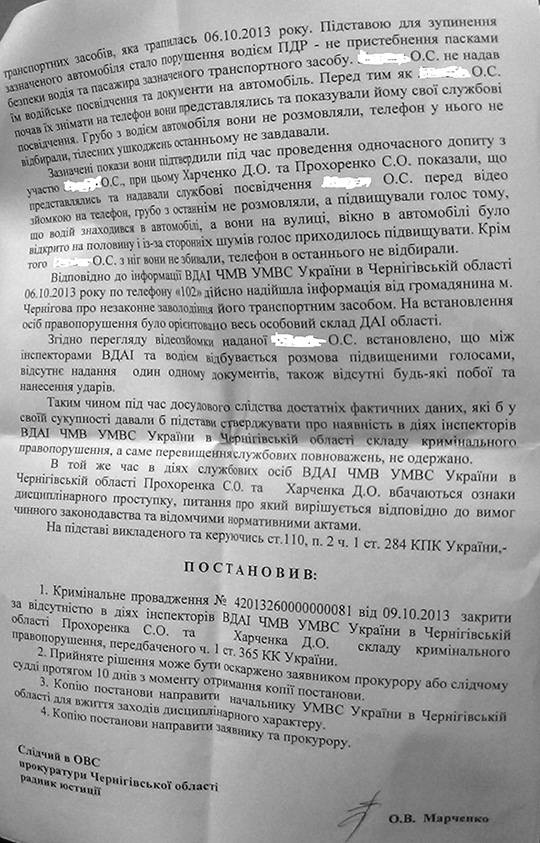 транспортних засобів, яка трапилась 06.10.2013 року. Підставою для зупинення
зазначеного автомобіля стало порушення водієм ПДР - не пристебнення пасками
безпеки водія та пасажира зазначеного транспортного засобу. О.С. не надав
їм водійське посвідчення та документи на автомобіль. Перед тим як О.С.
почав їх знімати на телефон вони представлялись та показували йому свої службові
посвідчення. Грубо з водієм автомобіля вони не розмовляли, телефон у нього не
відбирали, тілесних ушкоджень останньому не завдавали.
Зазначені покази вони підтвердили під час проведення одночасного допиту з
участю О.С., при цьому Харченко Д.О. та Прохоренко С.О. показали, що
представлялись та надавали службові посвідчення О.С. перед відео
зйомкою на телефон, грубо з останнім не розмовляли, а підвищували голос тому,
що водій знаходився в автомобілі, а вони на вулиці, вікно в автомобілі було
відкрито на половину і із-за сторонніх шумів голос приходилось підвищувати. Крім
того О.С. з ніг вони не збивали, телефон в останнього не відбирали.
Відповідно до інформації ВДАІ ЧМВ УМВС України в Чернігівській області
06.10.2013 року по телефону «102» дійсно надійшла інформація від громадянина м.
Чернігова про незаконне заволодіння його транспортним засобом. На встановлення
осіб правопорушення було орієнтовано весь особовий склад ДАІ області.
Згідно перегляду відеозйомки наданої О.С. встановлено, що між
інспекторами ВДАІ та водієм відбувається розмова підвищеними голосами,
відсутнє надання один одному документів, також відсутні будь-які побої та
нанесення ударів.
Таким чином під час досудового слідства достатніх фактичних даних, які б у
своїй сукупності давали б підстави стверджувати про наявність в діях інспекторів
ВДАІ ЧМВ УМВС України в Чернігівській області складу кримінального
правопорушення, а саме перевищення службових повноважень, не одержано.
В той же час в діях службових осіб ВДАІ ЧМВ УМВС України в
Чернігівській області Прохоренка С.О. та Харченка Д.О. вбачаються ознаки
дисциплінарного проступку, питання про який вирішується відповідно до вимог
чинного законодавства та відомчими нормативними актами.
На підставі викладеного та керуючись ст.110, п. 2 ч. 1 ст. 284 КПК України,-
ПОСТАНОВИВ:
1. Кримінальне провадження № 42013260000000081 від 09.10.2013 закрити
за відсутністю в діях інспекторів ВДАІ ЧМВ УМВС України в Чернігівській
області Прохоренка С.О. та Харченка Д.О. складу кримінального
правопорушення, передбаченого ч. 1 ст. 365 КК України.
2. Прийняте рішення може бути оскаржено заявником прокурору або слідчому
судді протягом 10 днів з моменту отримання копії постанови.
3. Копію постанови направити начальнику УМВС України в Чернігівській
області для вжиття заходів дисциплінарного характеру.
4. Копію постанови направити заявнику та прокурору.
Слідчий в ОВС
прокуратури Чернігівської області
радник юстиції
О.В. Марченко